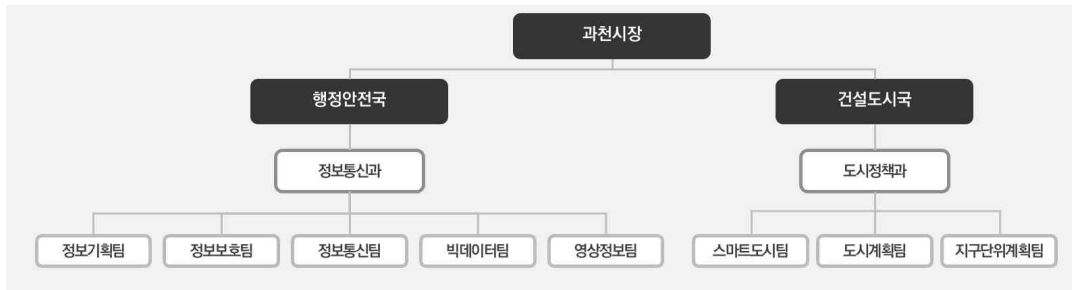 과천시장
행정안전국
건설도시국
정보통신과
도시정책과
정보기획팀
정보보호팀
정보통신팀
빅데이터팀
영상정보팀
스마트도시팀
도시계획팀
지구단위계획팀